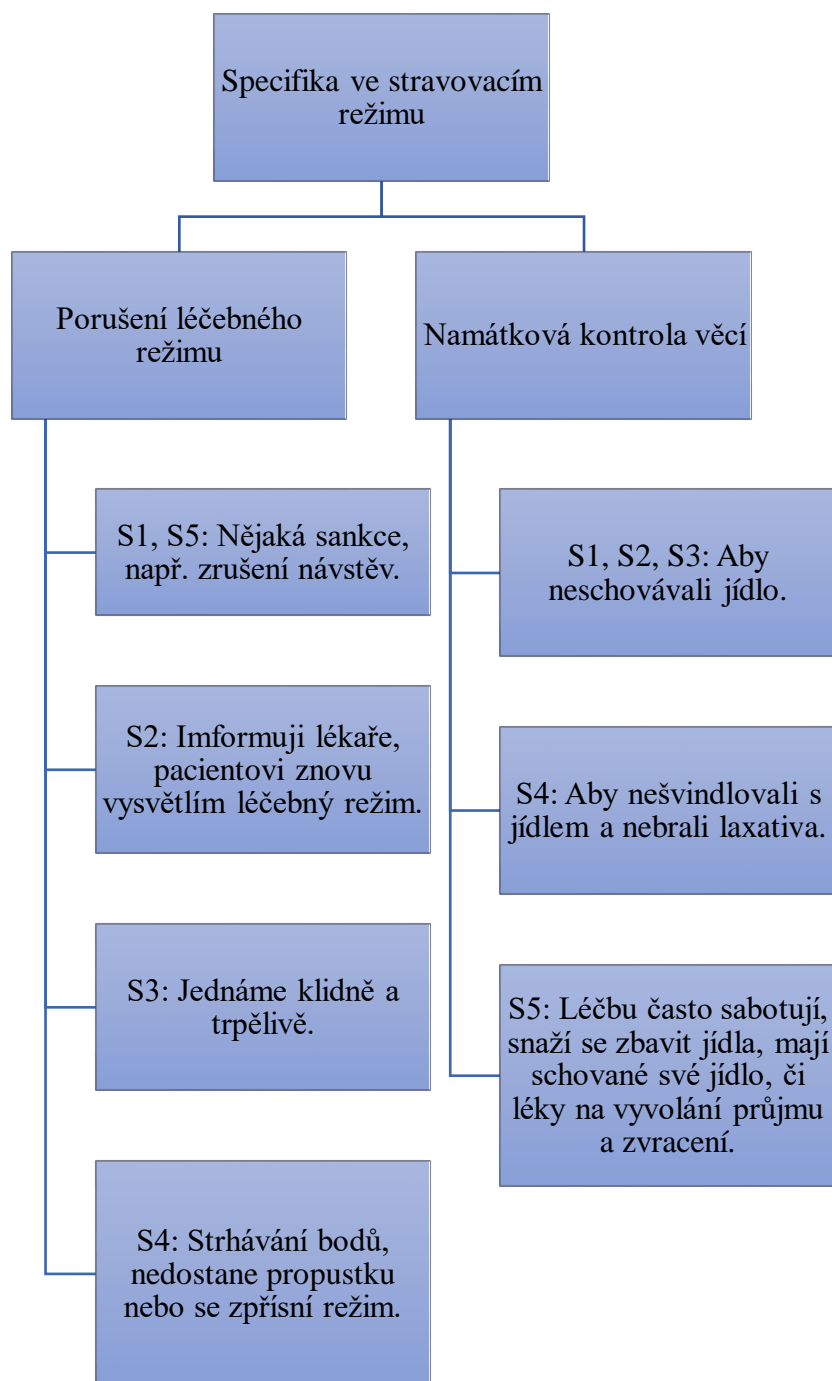 Specifika ve stravovacím
režimu
Porušení léčebného
režimu
S1, S5: Nějaká sankce,
např. zrušení návstěv.
S2: Imformuji lékaře,
pacientovi znovu
vysvětlím léčebný režim.
S3: Jednáme klidně a
trpělivě.
S4: Strhávání bodů,
nedostane propustku
nebo se zpřísní režim.
Namátková kontrola věcí
S1, S2, S3: Aby
neschovávali jídlo.
S4: Aby nešvindlovali s
jídlem a nebrali laxativa.
S5: Léčbu často sabotují,
snaží se zbavit jídla, mají
schované své jídlo, či
léky na vyvolání průjmu
a zvracení.